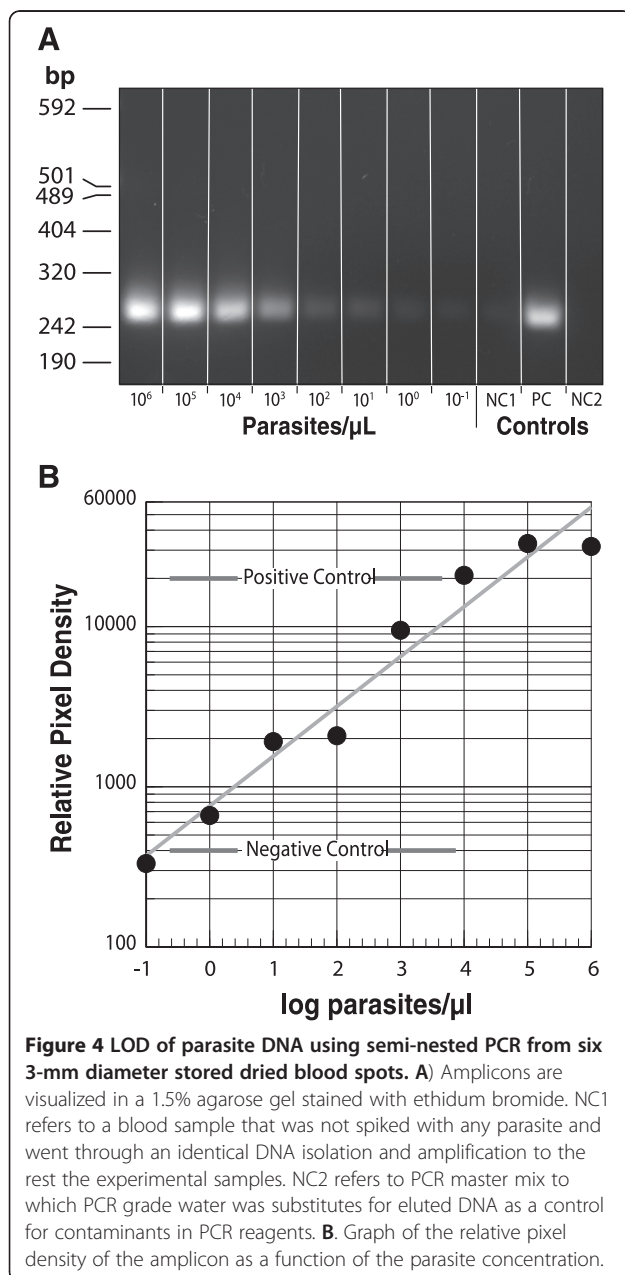 A
bp
592
501
489
404
320
242
190
10⁶ 10⁵ 10⁴ 10³ 10² 10¹ 10⁰ 10⁻¹ NC1 PC NC2
Parasites/µL Controls
B
60000
10000
1000
100
Relative Pixel Density
Positive Control
Negative Control
-1 0 1 2 3 4 5 6
log parasites/µl
Figure 4 LOD of parasite DNA using semi-nested PCR from six
3-mm diameter stored dried blood spots. A) Amplicons are
visualized in a 1.5% agarose gel stained with ethidum bromide. NC1
refers to a blood sample that was not spiked with any parasite and
went through an identical DNA isolation and amplification to the
rest the experimental samples. NC2 refers to PCR master mix to
which PCR grade water was substitutes for eluted DNA as a control
for contaminants in PCR reagents. B. Graph of the relative pixel
density of the amplicon as a function of the parasite concentration.